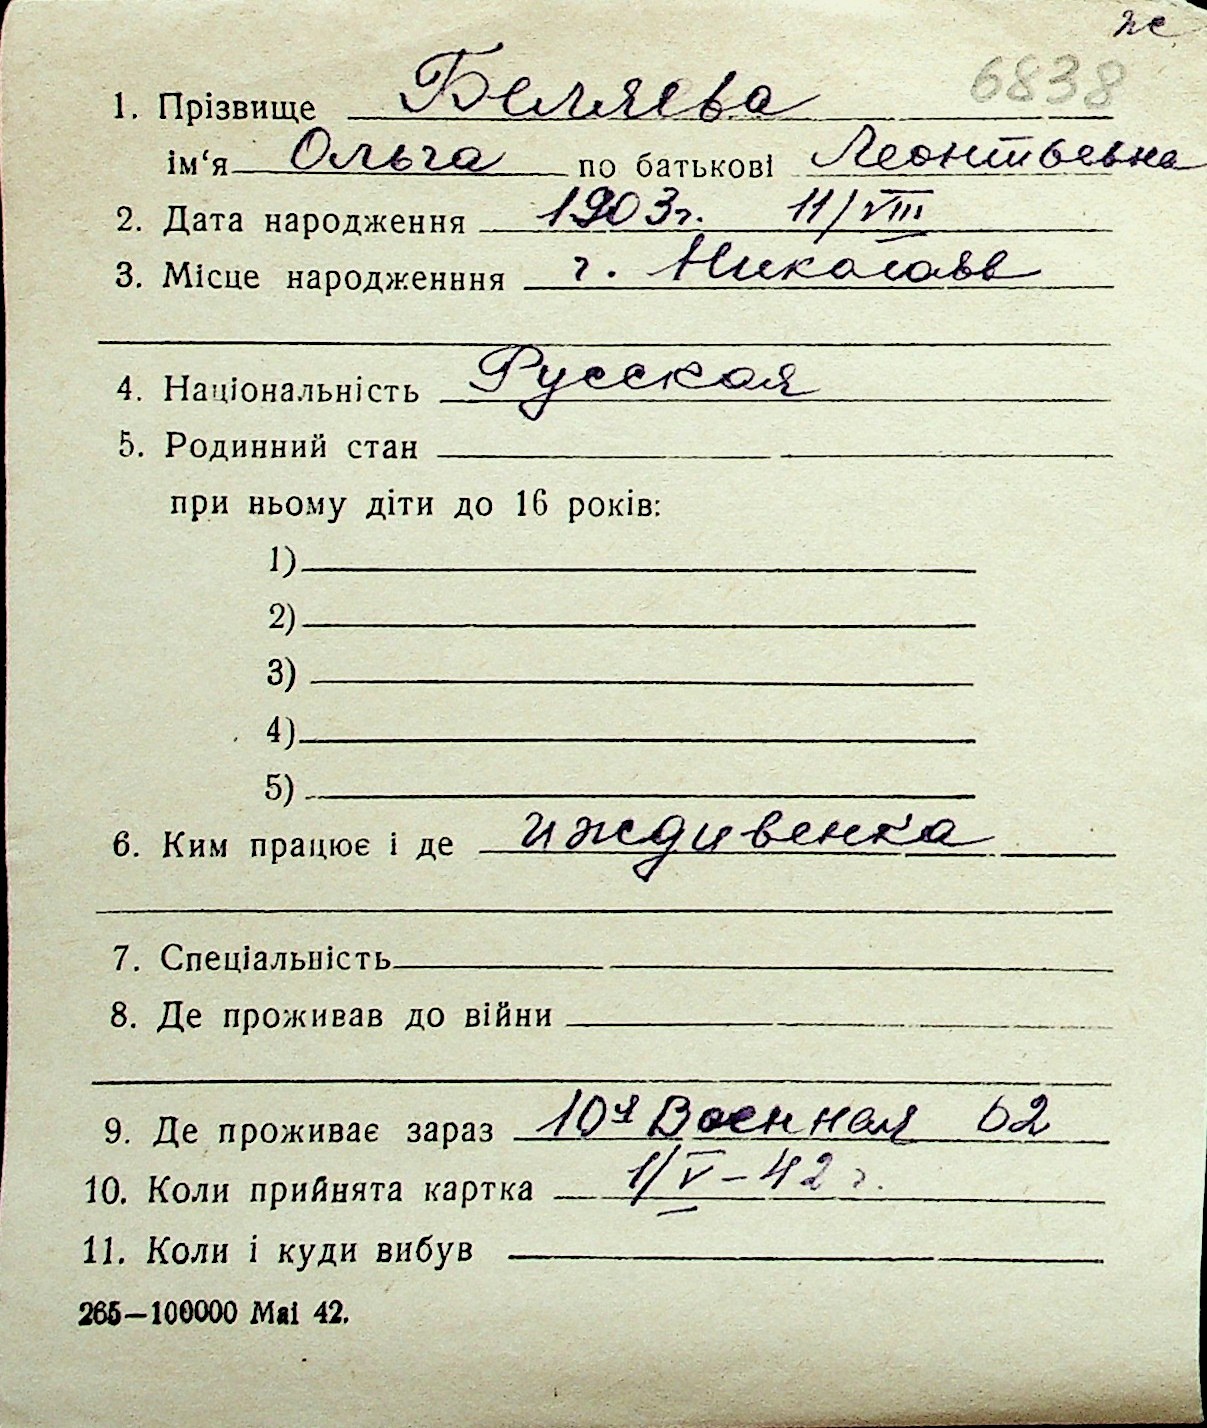 ж
6838
1. Прізвище Беляева
ім‘я Ольга по батькові Леонтьевна
2. Дата народження 1903г. 11/VIII
3. Місце народженння г. Николаев
4. Національність Русская
5. Родинний стан
при ньому діти до 16 років:
1)
2)
3)
4)
5)
6. Ким працює і де иждивенка
7. Спеціальність
8. Де проживав до війни
9. Де проживає зараз 10я Военная 62
10. Коли прийнята картка 1/V-42 г.
11. Коли і куди вибув
265—100000 Mai 42.